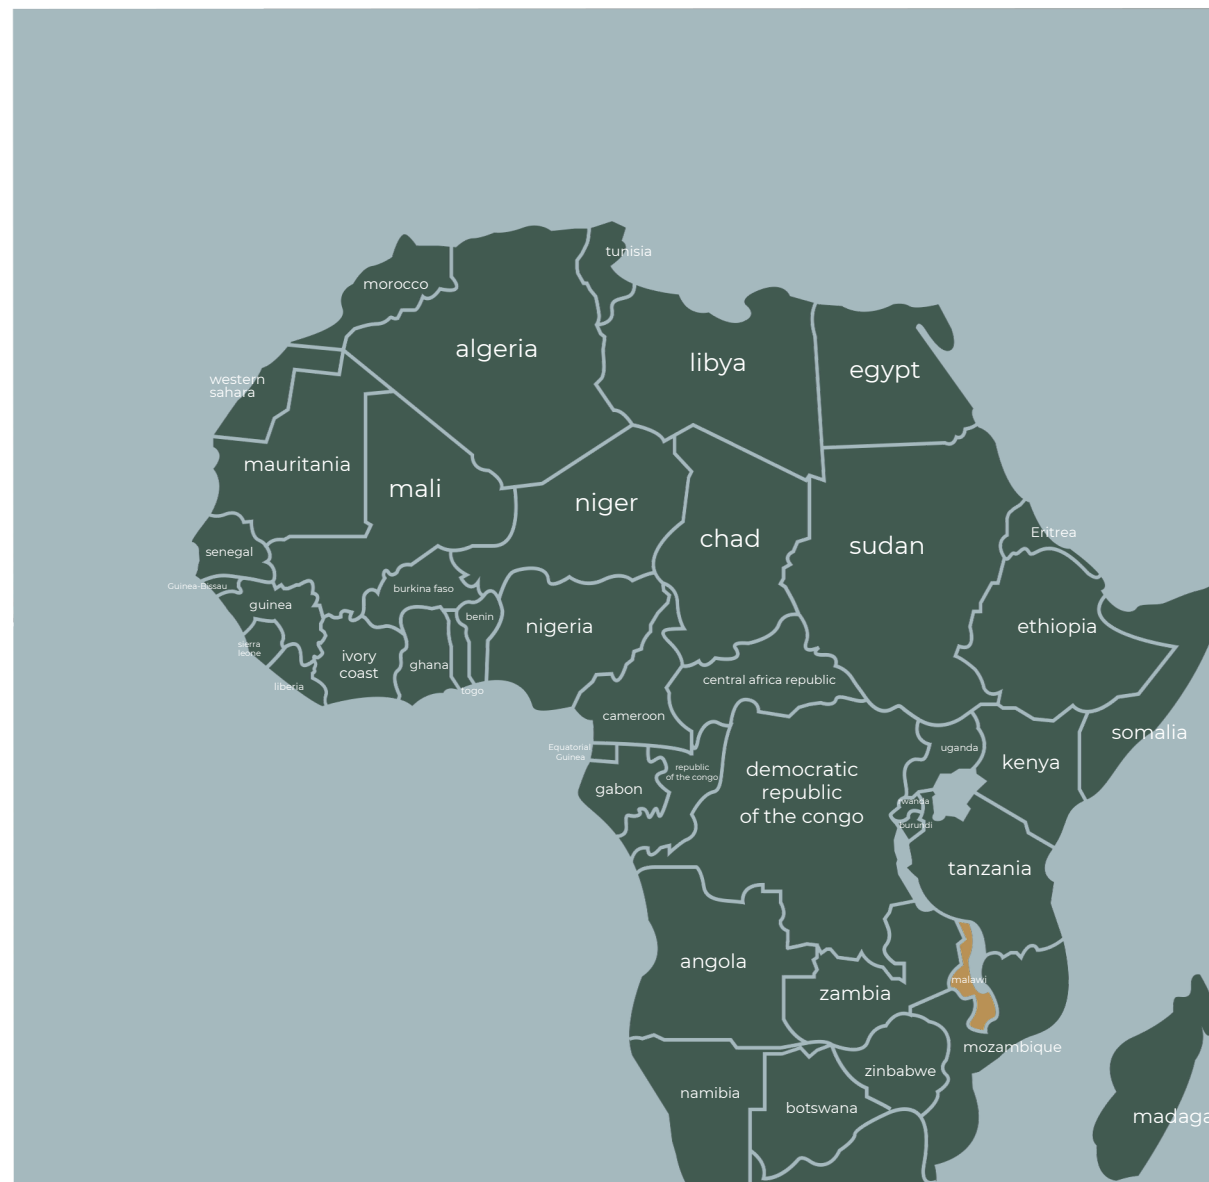 tunisia
morocco
algeria
libya
egypt
western
sahara
mauritania
mali
niger
chad
sudan
Eritrea
senegal
Guinea-Bissau
burkina faso
guinea
benin
nigeria
ethiopia
sierra
leone
ivory
coast
ghana
liberia
togo
central africa republic
cameroon
somalia
Equatorial
Guinea
uganda
kenya
republic
of the congo
democratic
republic
of the congo
gabon
rwanda
burundi
tanzania
angola
malawi
zambia
mozambique
zinbabwe
namibia
botswana
madaga